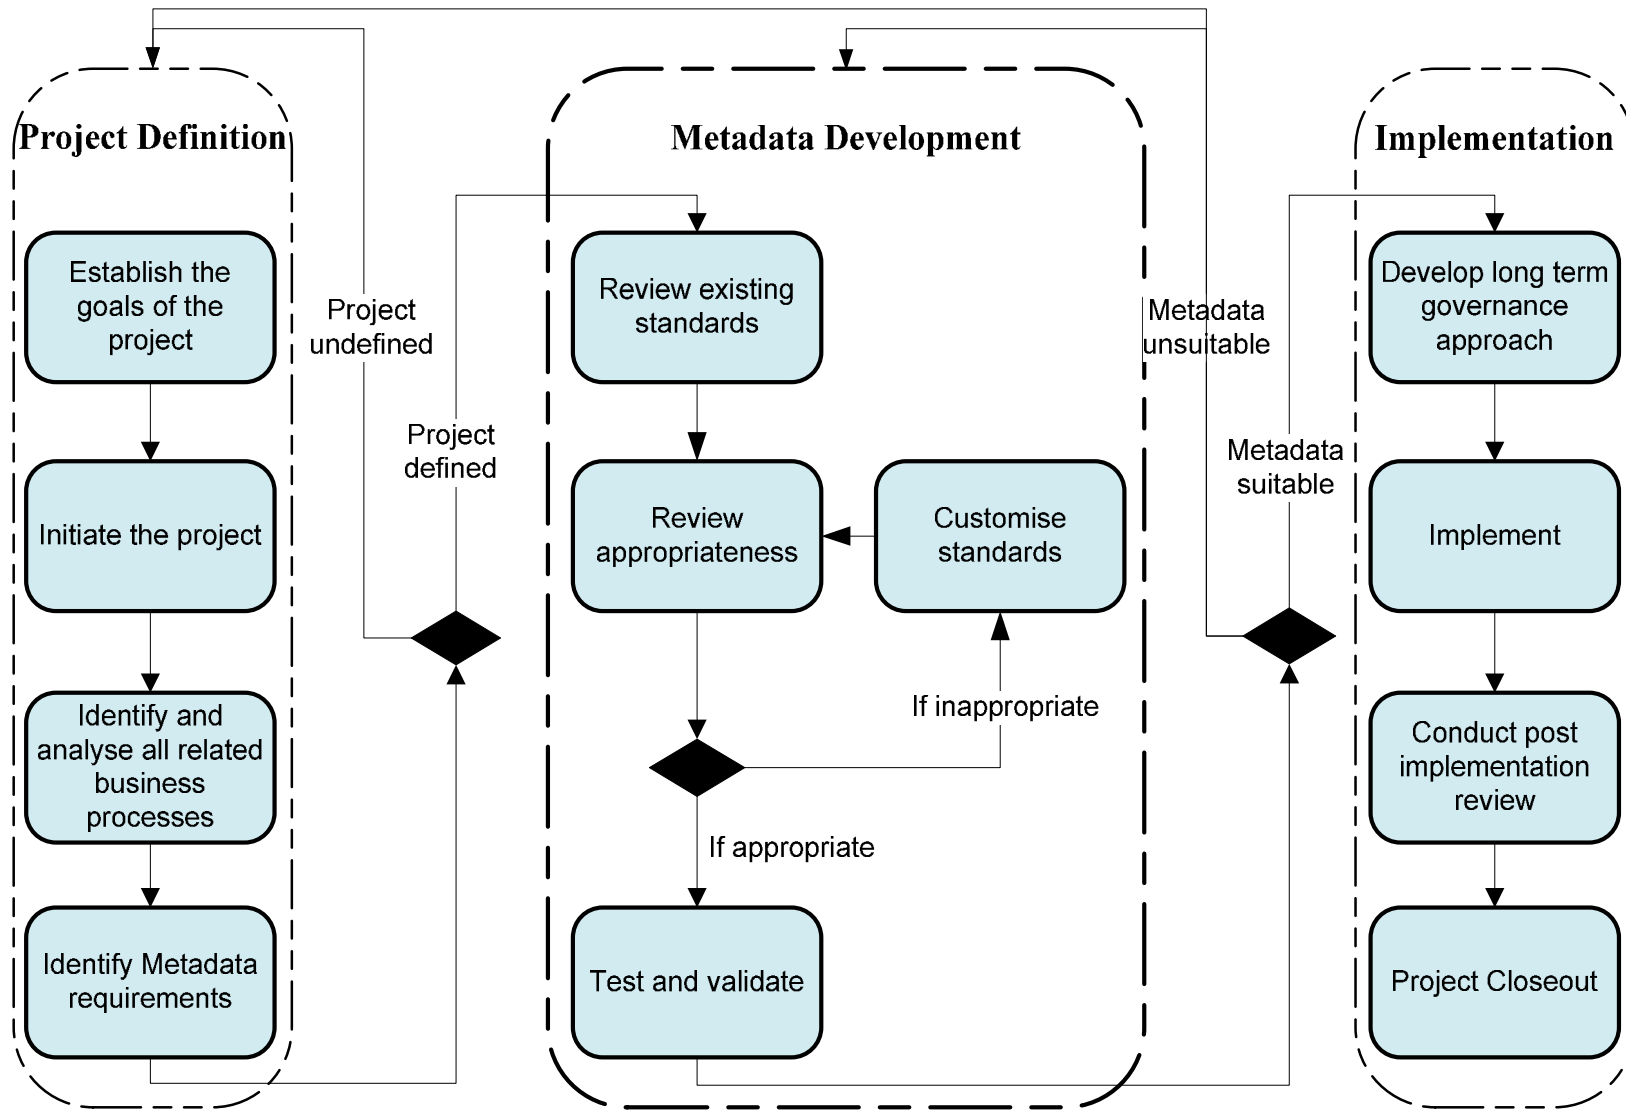 Project Definition
Establish the
goals of the
project
Initiate the project
Identify and
analyse all related
business
processes
Identify Metadata
requirements
Project
undefined
Project
defined
Metadata Development
Review existing
standards
Review
appropriateness
Customise
standards
If inappropriate
If appropriate
Test and validate
Metadata
unsuitable
Metadata
suitable
Implementation
Develop long term
governance
approach
Implement
Conduct post
implementation
review
Project Closeout